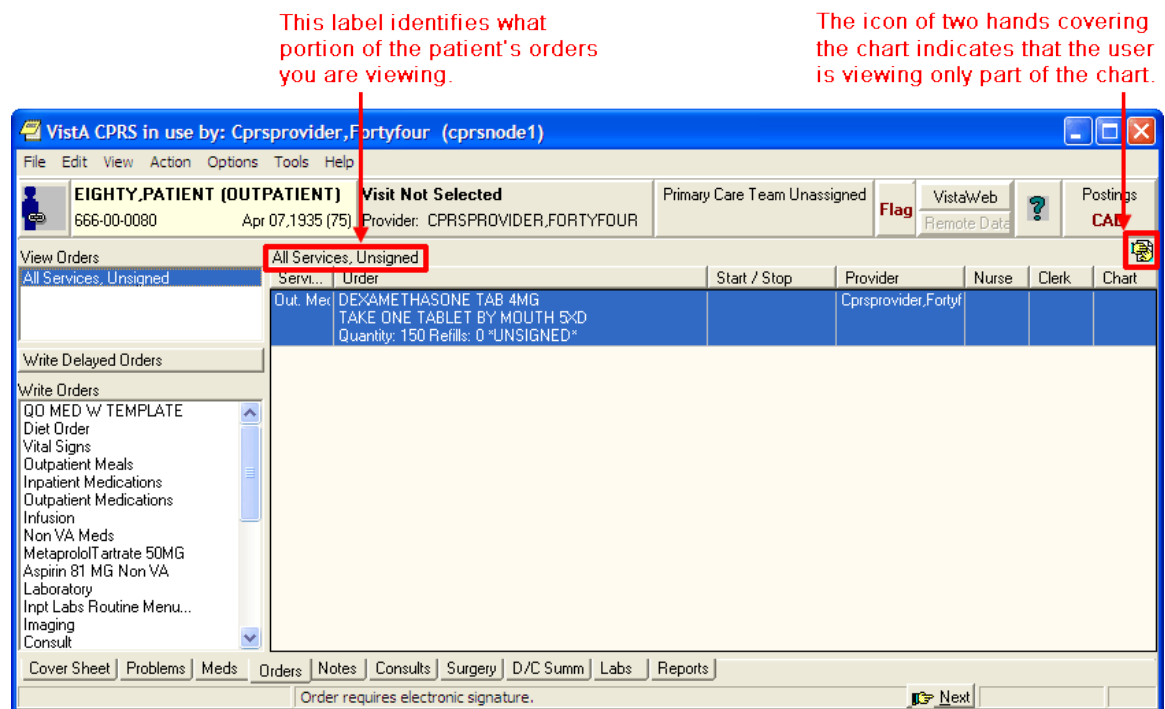 This label identifies what
portion of the patient's orders
you are viewing.
The icon of two hands covering
the chart indicates that the user
is viewing only part of the chart.
VistA CPRS in use by: Cprsprovider,Fortyfour (cprsnode1)
File Edit View Action Options Tools Help
EIGHTY,PATIENT (OUTPATIENT) Visit Not Selected Primary Care Team Unassigned Flag VistaWeb ? Postings
666-00-0080 Apr 07,1935 (75) Provider: CPRSPROVIDER,FORTYFOUR Remote Data CAD
View Orders All Services, Unsigned
All Services, Unsigned Servi... Order Start / Stop Provider Nurse Clerk Chart
Out. Med DEXAMETHASONE TAB 4MG Cprsprovider,Fortyf
TAKE ONE TABLET BY MOUTH 5XD
Quantity: 150 Refills: 0 *UNSIGNED*
Write Delayed Orders
Write Orders
QO MED W TEMPLATE
Diet Order
Vital Signs
Outpatient Meals
Inpatient Medications
Outpatient Medications
Infusion
Non VA Meds
MetaprololTartrate 50MG
Aspirin 81 MG Non VA
Laboratory
Inpt Labs Routine Menu...
Imaging
Consult
Cover Sheet Problems Meds Orders Notes Consults Surgery D/C Summ Labs Reports
Order requires electronic signature. Next